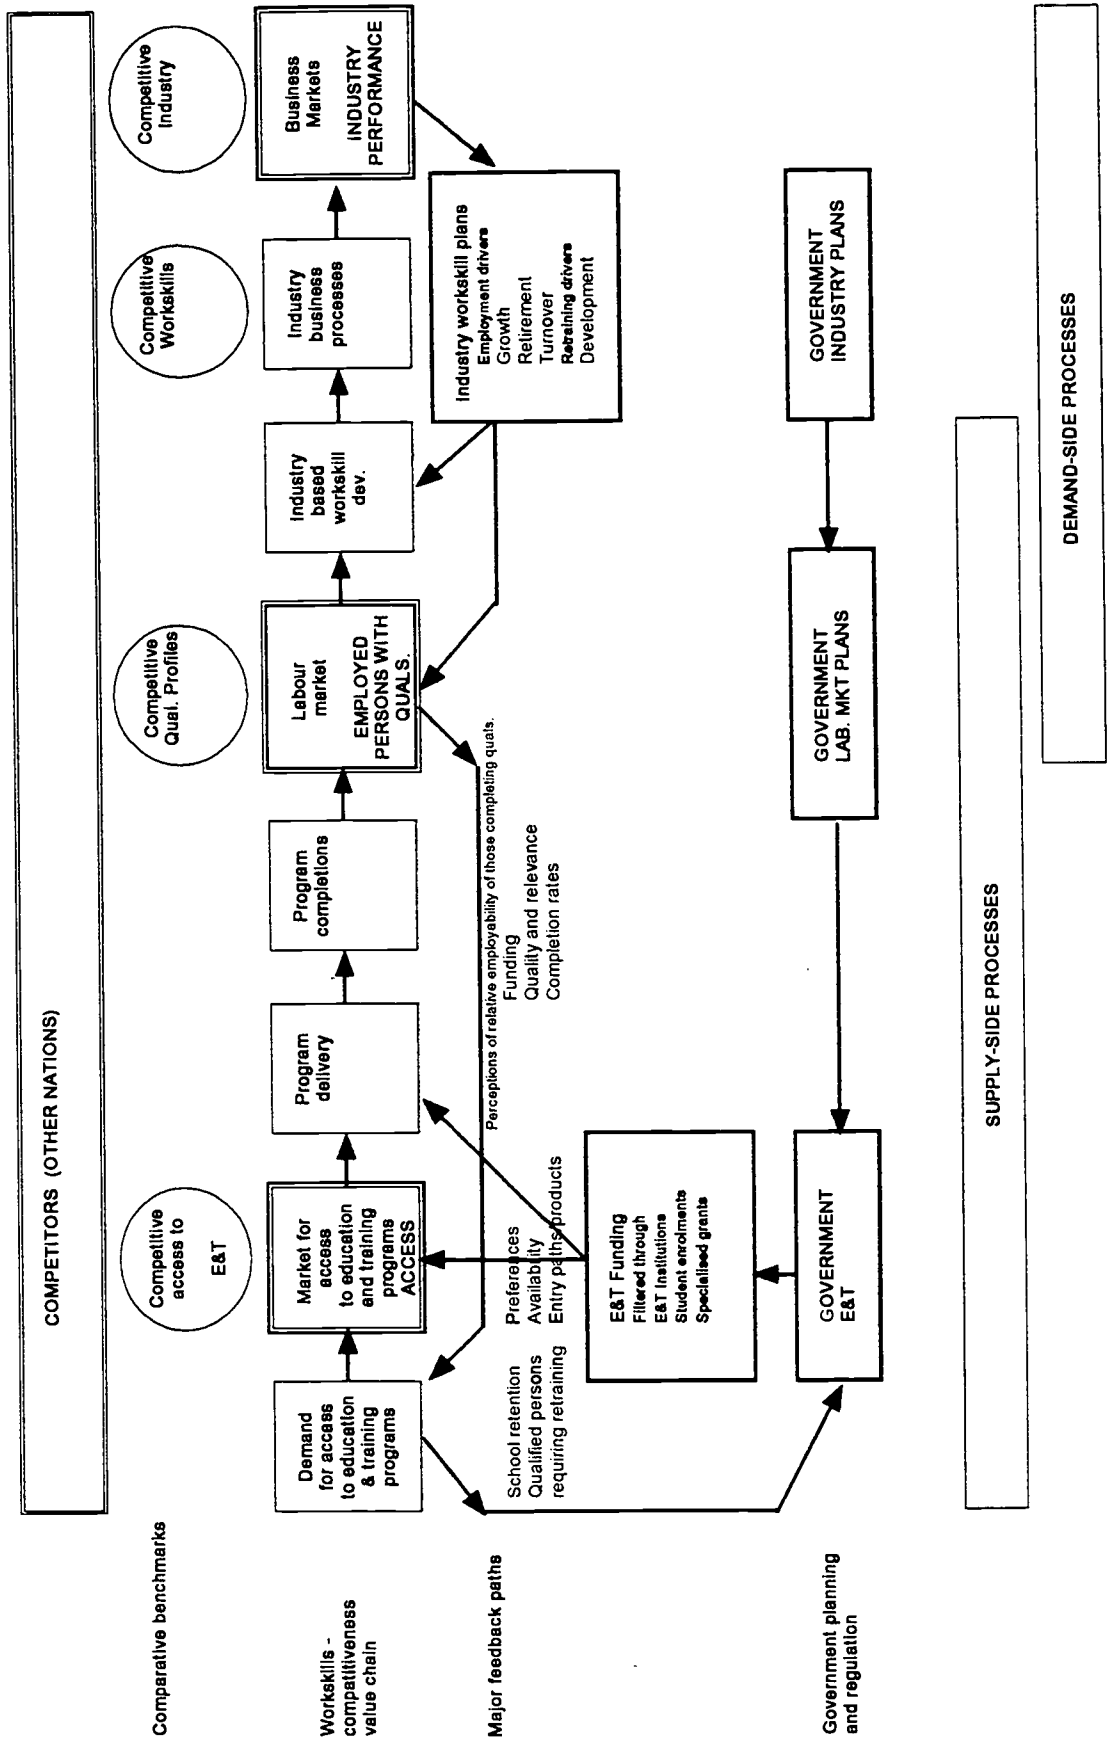 COMPETITORS (OTHER NATIONS)
Comparative benchmarks
Competitive
access to
E&T
Competitive
Qual. Profiles
Competitive
Workskills
Competitive
Industry
Workskills -
compatitiveness
value chain
Demand
for access
to education
& training
programs
Market for
access
to education
and training
programs
ACCESS
Program
delivery
Program
completions
Labour
market
EMPLOYED
PERSONS WITH
QUALS.
Industry
based
workskill
dev.
Industry
business
processes
Business
Markets
INDUSTRY
PERFORMANCE
Major feedback paths
School retention
Qualified persons
requiring retraining
Preferences
Availability
Entry paths/products
Perceptions of relative employability of those completing quals.
Funding
Quality and relevance
Completion rates
Industry workskill plans
Employment drivers
Growth
Retirement
Turnover
Retraining drivers
Development
E&T Funding
Filtered through
E&T Institutions
Student enrolments
Specialised grants
Government planning
and regulation
GOVERNMENT
E&T
GOVERNMENT
LAB. MKT PLANS
GOVERNMENT
INDUSTRY PLANS
SUPPLY-SIDE PROCESSES
DEMAND-SIDE PROCESSES